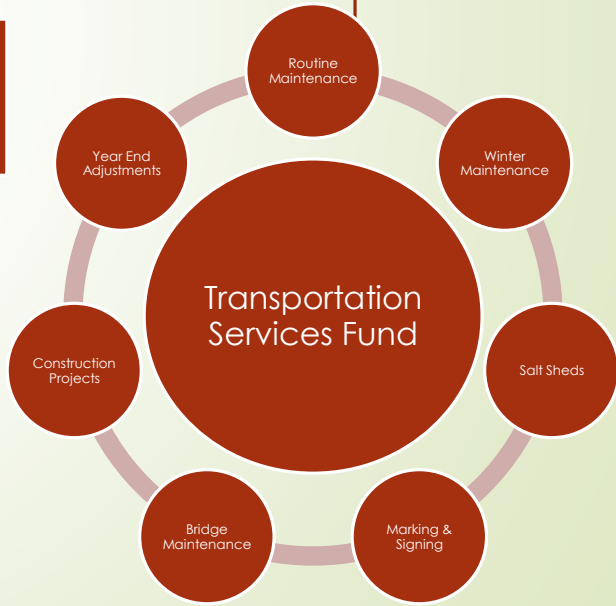 Routine
Maintenance
Winter
Maintenance
Salt Sheds
Marking &
Signing
Bridge
Maintenance
Construction
Projects
Year End
Adjustments
Transportation
Services Fund